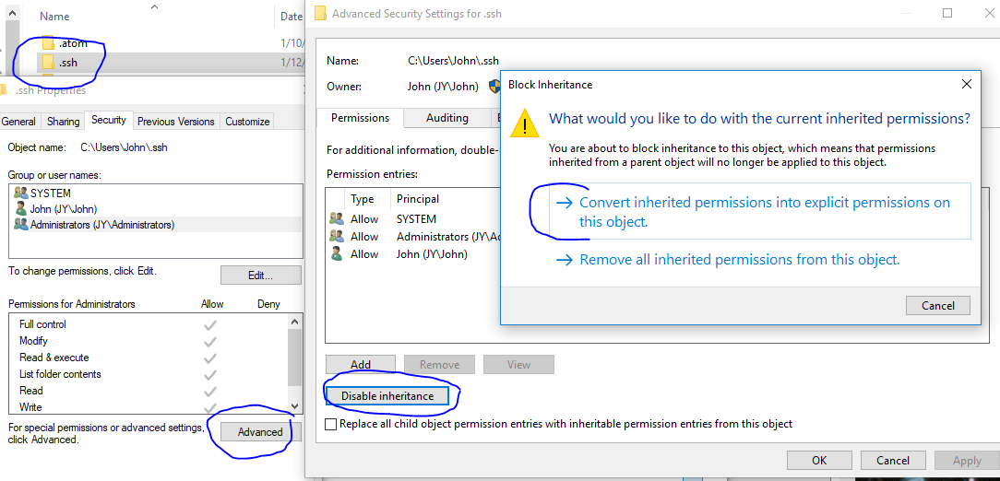 Name
Da
.atom
1/10/
.ssh
1/12/
.ssh Properties
General
Sharing
Security
Previous Versions
Customize
Object name: C:\Users\John\.ssh
Group or user names:
SYSTEM
John (JY\John)
Administrators (JY\Administrators)
To change permissions, click Edit.
Edit...
Permissions for Administrators Allow Deny
Full control
Modify
Read & execute
List folder contents
Read
Write
For special permissions or advanced settings,
click Advanced.
Advanced
Advanced Security Settings for .ssh
Name: C:\Users\John\.ssh
Owner: John (JY\John)
Permissions
Auditing
E
For additional information, double-
Permission entries:
Type Principal
Allow SYSTEM
Allow Administrators (JY\Ad
Allow John (JY\John)
Add
Remove
View
Disable inheritance
Replace all child object permission entries with inheritable permission entries from this object
OK
Cancel
Apply
Block Inheritance
What would you like to do with the current inherited permissions?
You are about to block inheritance to this object, which means that permissions
inherited from a parent object will no longer be applied to this object.
Convert inherited permissions into explicit permissions on
this object.
Remove all inherited permissions from this object.
Cancel